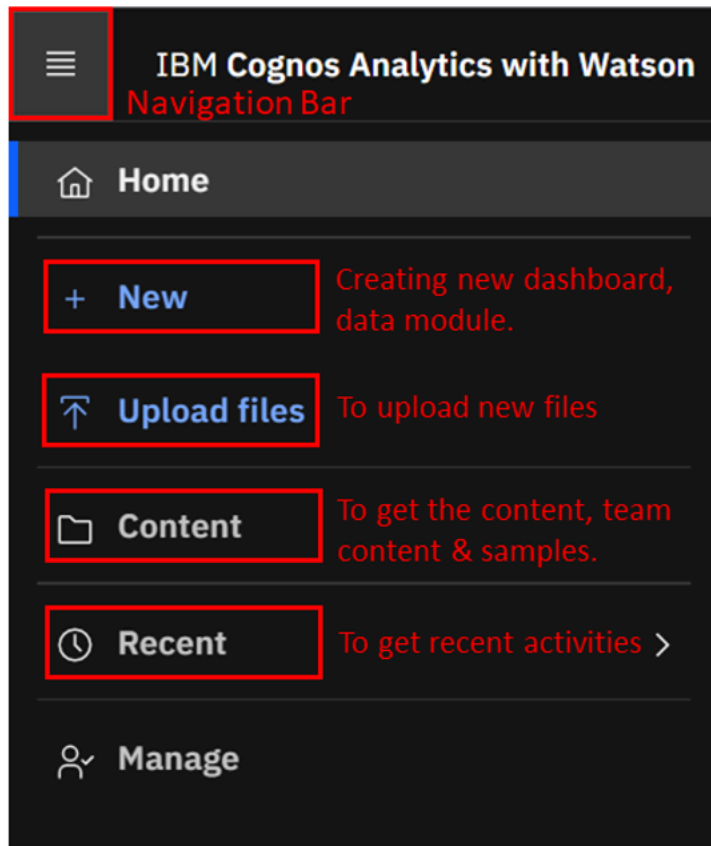 IBM Cognos Analytics with Watson
Navigation Bar
Home
New
Creating new dashboard,
data module.
Upload files
To upload new files
Content
To get the content, team
content & samples.
Recent
To get recent activities
Manage